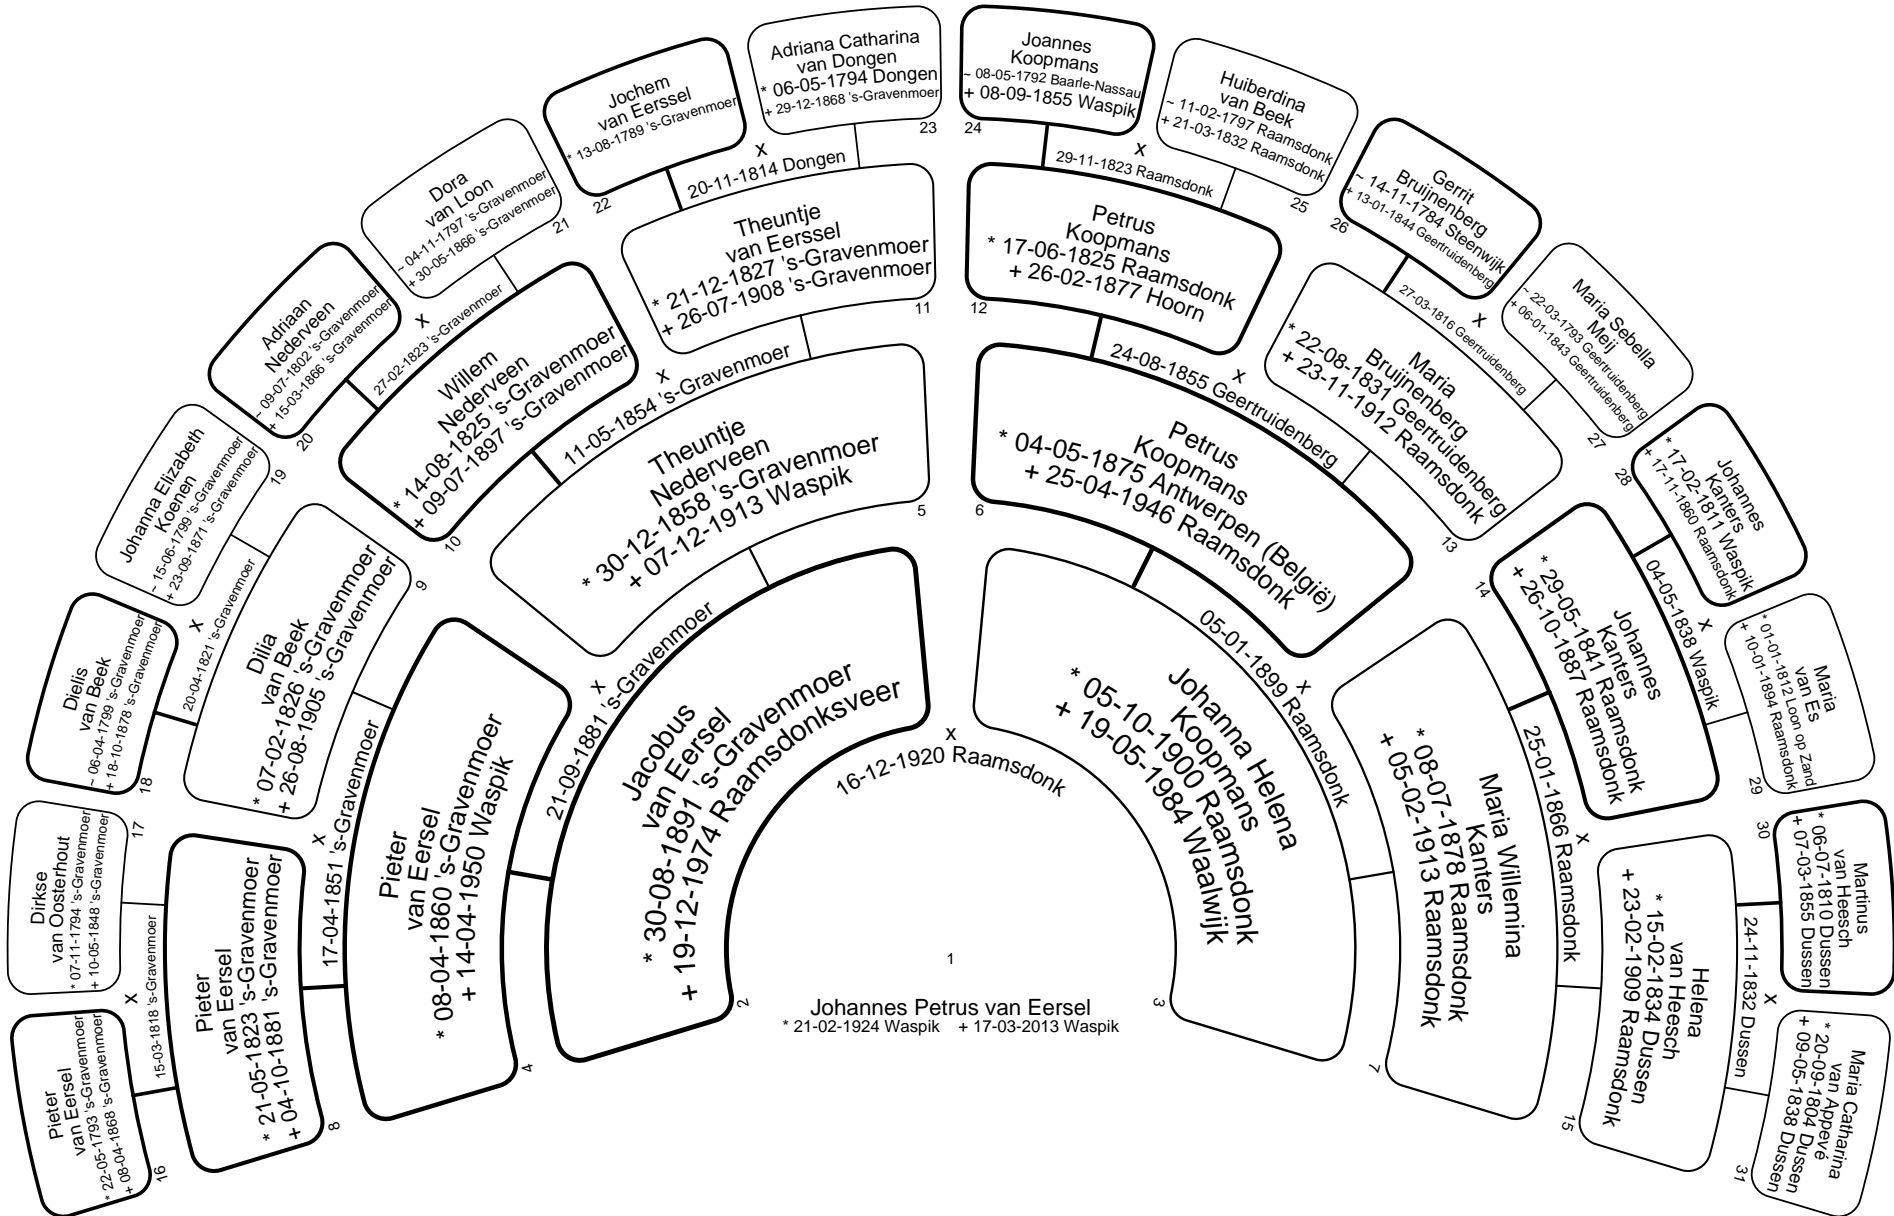 1
Johannes Petrus van Eersel
* 21-02-1924 Waspik + 17-03-2013 Waspik
2
Jacobus
van Eersel
* 30-08-1891 's-Gravenmoer
+ 19-12-1974 Raamsdonksveer
x
16-12-1920 Raamsdonk
3
Johanna Helena
Koopmans
* 05-10-1900 Raamsdonk
+ 19-05-1984 Waalwijk
4
Pieter
van Eersel
* 08-04-1860 's-Gravenmoer
+ 14-04-1950 Waspik
x
21-09-1881 's-Gravenmoer
5
Theuntje
Nederveen
* 30-12-1858 's-Gravenmoer
+ 07-12-1913 Waspik
6
Petrus
Koopmans
* 04-05-1875 Antwerpen (België)
+ 25-04-1946 Raamsdonk
x
05-01-1899 Raamsdonk
7
Maria Willemina
Kanters
* 08-07-1878 Raamsdonk
+ 05-02-1913 Raamsdonk
8
Pieter
van Eersel
* 21-05-1823 's-Gravenmoer
+ 04-10-1881 's-Gravenmoer
x
17-04-1851 's-Gravenmoer
9
Dilia
van Beek
* 07-02-1826 's-Gravenmoer
+ 26-08-1905 's-Gravenmoer
10
Willem
Nederveen
* 14-08-1825 's-Gravenmoer
+ 09-07-1897 's-Gravenmoer
x
11-05-1854 's-Gravenmoer
11
Theuntje
van Eerssel
* 21-12-1827 's-Gravenmoer
+ 26-07-1908 's-Gravenmoer
12
Petrus
Koopmans
* 17-06-1825 Raamsdonk
+ 26-02-1877 Hoorn
x
24-08-1855 Geertruidenberg
13
Maria
Bruijnenberg
* 22-08-1831 Geertruidenberg
+ 23-11-1912 Raamsdonk
14
Johannes
Kanters
* 29-05-1841 Raamsdonk
+ 26-10-1887 Raamsdonk
x
25-01-1866 Raamsdonk
15
Helena
van Heesch
* 15-02-1834 Dussen
+ 23-02-1909 Raamsdonk
16
Pieter
van Eersel
* 22-05-1793 's-Gravenmoer
+ 08-04-1868 's-Gravenmoer
x
15-03-1818 's-Gravenmoer
17
Dirkse
van Oosterhout
* 07-11-1794 's-Gravenmoer
+ 10-05-1848 's-Gravenmoer
18
Dielis
van Beek
~ 06-04-1799 's-Gravenmoer
+ 18-10-1878 's-Gravenmoer
x
20-04-1821 's-Gravenmoer
19
Johanna Elizabeth
Koenen
~ 15-06-1799 's-Gravenmoer
+ 23-09-1871 's-Gravenmoer
20
Adriaan
Nederveen
~ 09-07-1802 's-Gravenmoer
+ 15-03-1866 's-Gravenmoer
x
27-02-1823 's-Gravenmoer
21
Dora
van Loon
~ 04-11-1797 's-Gravenmoer
+ 30-05-1866 's-Gravenmoer
22
Jochem
van Eerssel
* 13-08-1789 's-Gravenmoer
x
20-11-1814 Dongen
23
Adriana Catharina
van Dongen
* 06-05-1794 Dongen
+ 29-12-1868 's-Gravenmoer
24
Joannes
Koopmans
~ 08-05-1792 Baarle-Nassau
+ 08-09-1855 Waspik
x
29-11-1823 Raamsdonk
25
Huiberdina
van Beek
~ 11-02-1797 Raamsdonk
+ 21-03-1832 Raamsdonk
26
Gerrit
Bruijnenberg
~ 14-11-1784 Steenwijk
+ 13-01-1844 Geertruidenberg
x
27-03-1816 Geertruidenberg
27
Maria Sebella
Meij
~ 22-03-1793 Geertruidenberg
+ 06-01-1843 Geertruidenberg
28
Johannes
Kanters
* 17-02-1811 Waspik
+ 17-11-1860 Raamsdonk
x
04-05-1838 Waspik
29
Maria
van Es
* 01-01-1812 Loon op Zand
+ 10-01-1894 Raamsdonk
30
Martinus
van Heesch
* 06-07-1810 Dussen
+ 07-03-1855 Dussen
x
24-11-1832 Dussen
31
Maria Catharina
van Appevé
* 20-09-1804 Dussen
+ 09-05-1838 Dussen